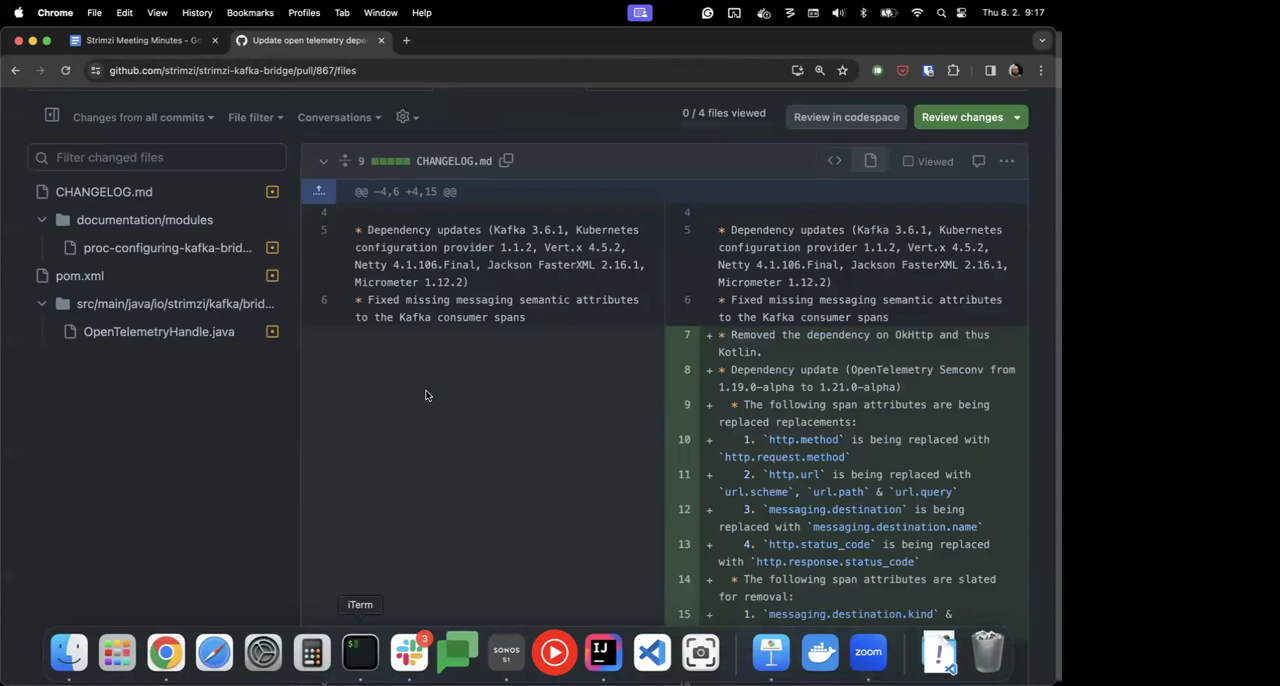 Chrome File Edit View History Bookmarks Profiles Tab Window Help Thu 8. 2. 9:17
Strimzi Meeting Minutes - Go
Update open telemetry depe
github.com/strimzi/strimzi-kafka-bridge/pull/867/files
Changes from all commits
File filter
Conversations
0 / 4 files viewed
Review in codespace
Review changes
Filter changed files
CHANGELOG.md
documentation/modules
proc-configuring-kafka-brid...
pom.xml
src/main/java/io/strimzi/kafka/brid...
OpenTelemetryHandle.java
9 CHANGELOG.md
Viewed
@@ -4,6 +4,15 @@
4
5 * Dependency updates (Kafka 3.6.1, Kubernetes
configuration provider 1.1.2, Vert.x 4.5.2,
Netty 4.1.106.Final, Jackson FasterXML 2.16.1,
Micrometer 1.12.2)
6 * Fixed missing messaging semantic attributes
to the Kafka consumer spans
4
5 * Dependency updates (Kafka 3.6.1, Kubernetes
configuration provider 1.1.2, Vert.x 4.5.2,
Netty 4.1.106.Final, Jackson FasterXML 2.16.1,
Micrometer 1.12.2)
6 * Fixed missing messaging semantic attributes
to the Kafka consumer spans
7 + * Removed the dependency on OkHttp and thus
Kotlin.
8 + * Dependency update (OpenTelemetry Semconv from
1.19.0-alpha to 1.21.0-alpha)
9 + * The following span attributes are being
replaced replacements:
10 + 1. `http.method` is being replaced with
`http.request.method`
11 + 2. `http.url` is being replaced with
`url.scheme`, `url.path` & `url.query`
12 + 3. `messaging.destination` is being
replaced with `messaging.destination.name`
13 + 4. `http.status_code` is being replaced
with `http.response.status_code`
14 + * The following span attributes are slated
for removal:
15 + 1. `messaging.destination.kind` &
iTerm
$
3
SONOS
S1
IJ
zoom